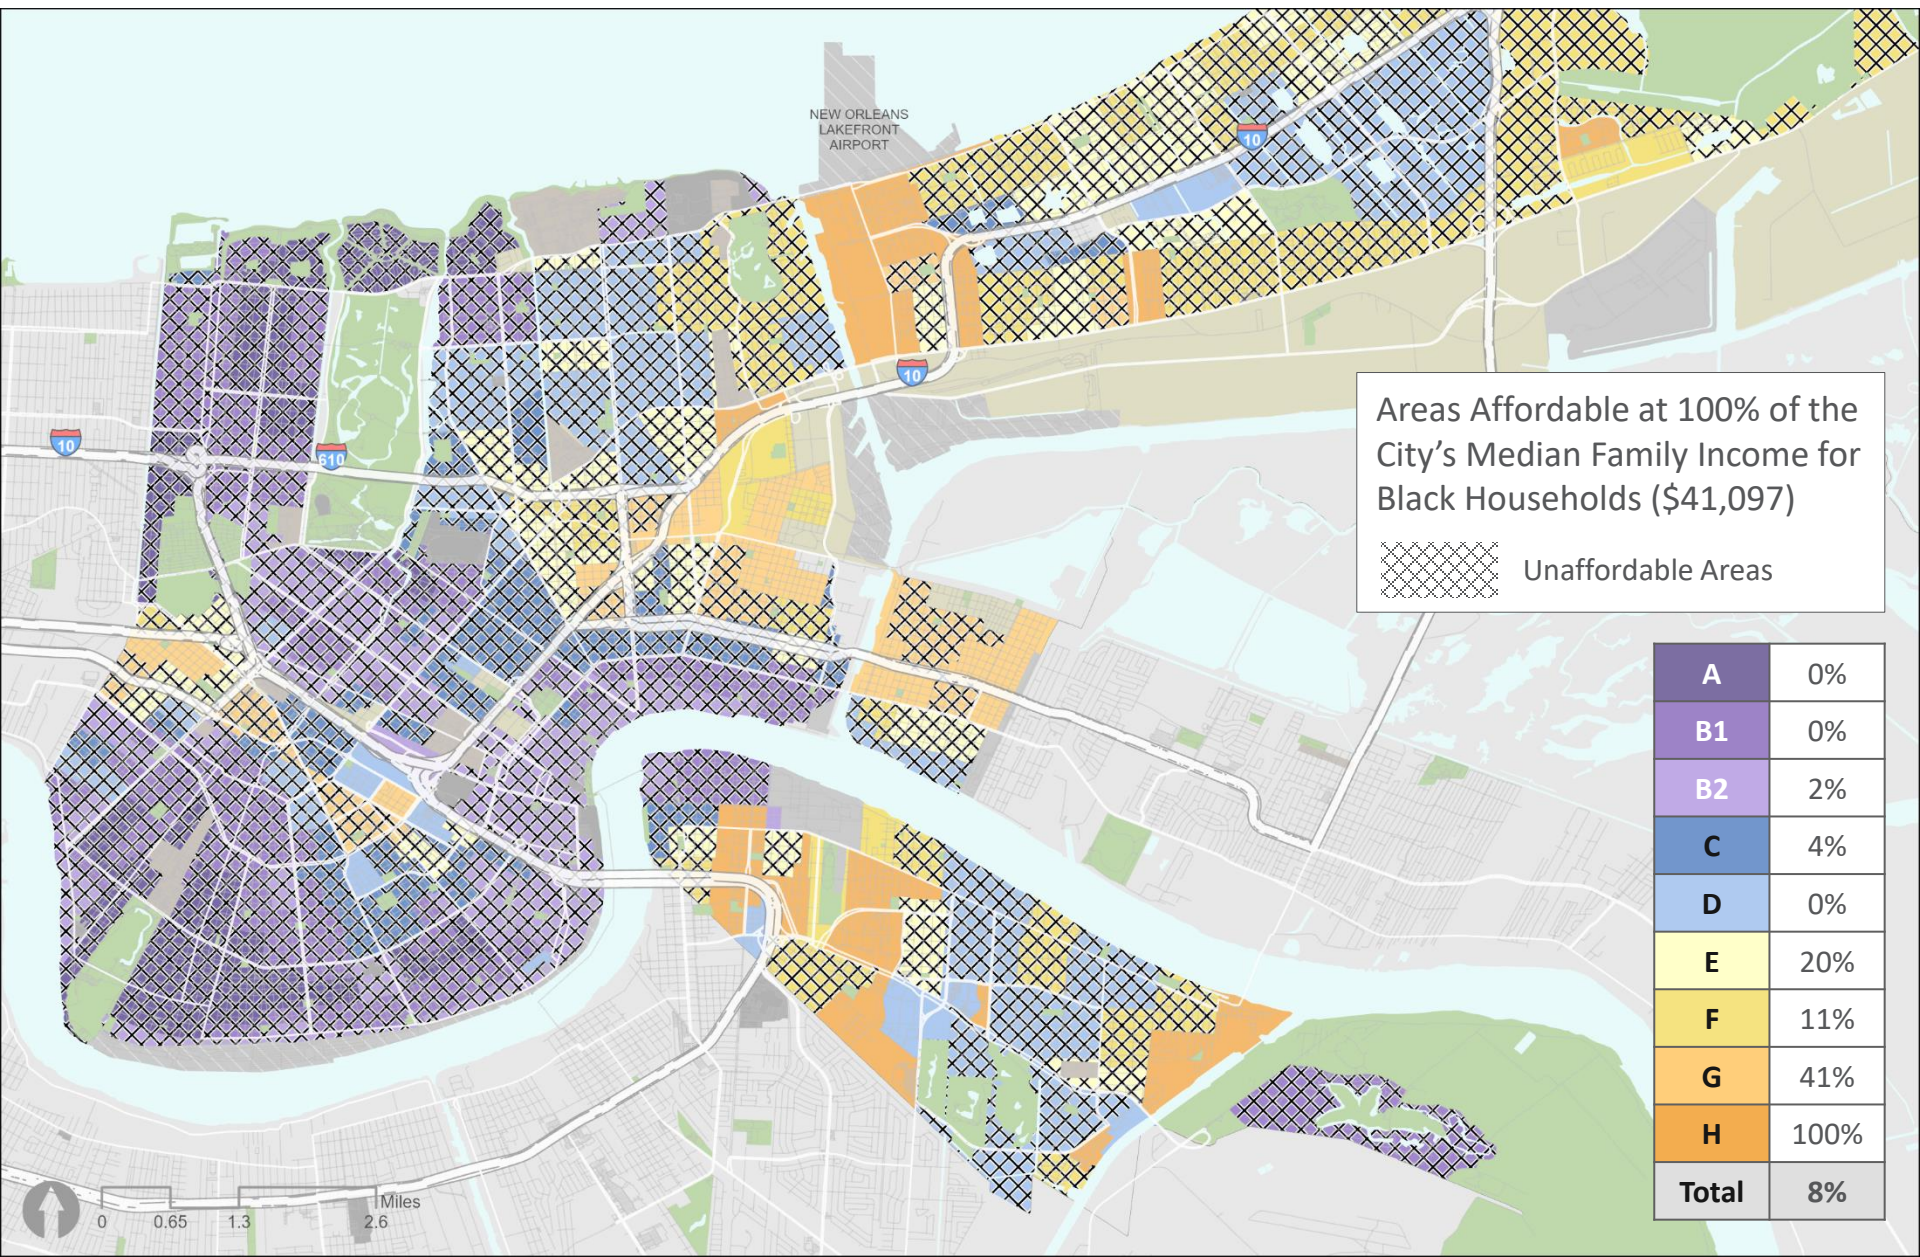 NEW ORLEANS
LAKEFRONT
AIRPORT
10
10
10
610
Areas Affordable at 100% of the
City's Median Family Income for
Black Households ($41,097)
Unaffordable Areas
A 0%
B1 0%
B2 2%
C 4%
D 0%
E 20%
F 11%
G 41%
H 100%
Total 8%
Miles
0 0.65 1.3 2.6